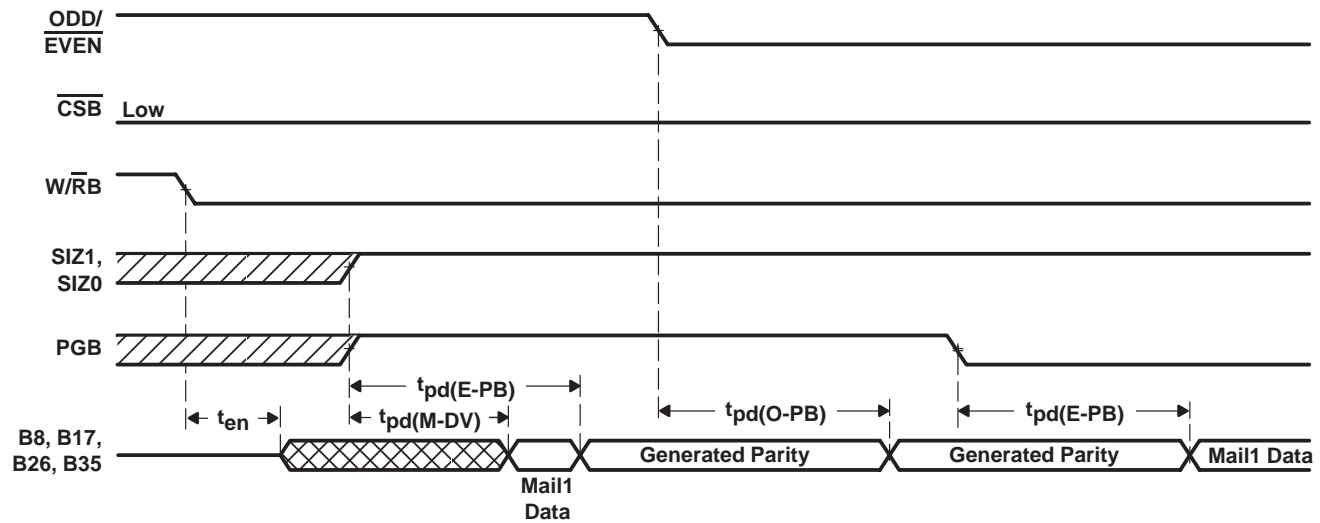 ODD/
EVEN
CSB Low
W/RB
SIZ1,
SIZ0
PGB
tpd(E-PB)
ten
tpd(M-DV)
tpd(O-PB)
tpd(E-PB)
B8, B17,
B26, B35
Generated Parity
Generated Parity
Mail1 Data
Mail1
Data